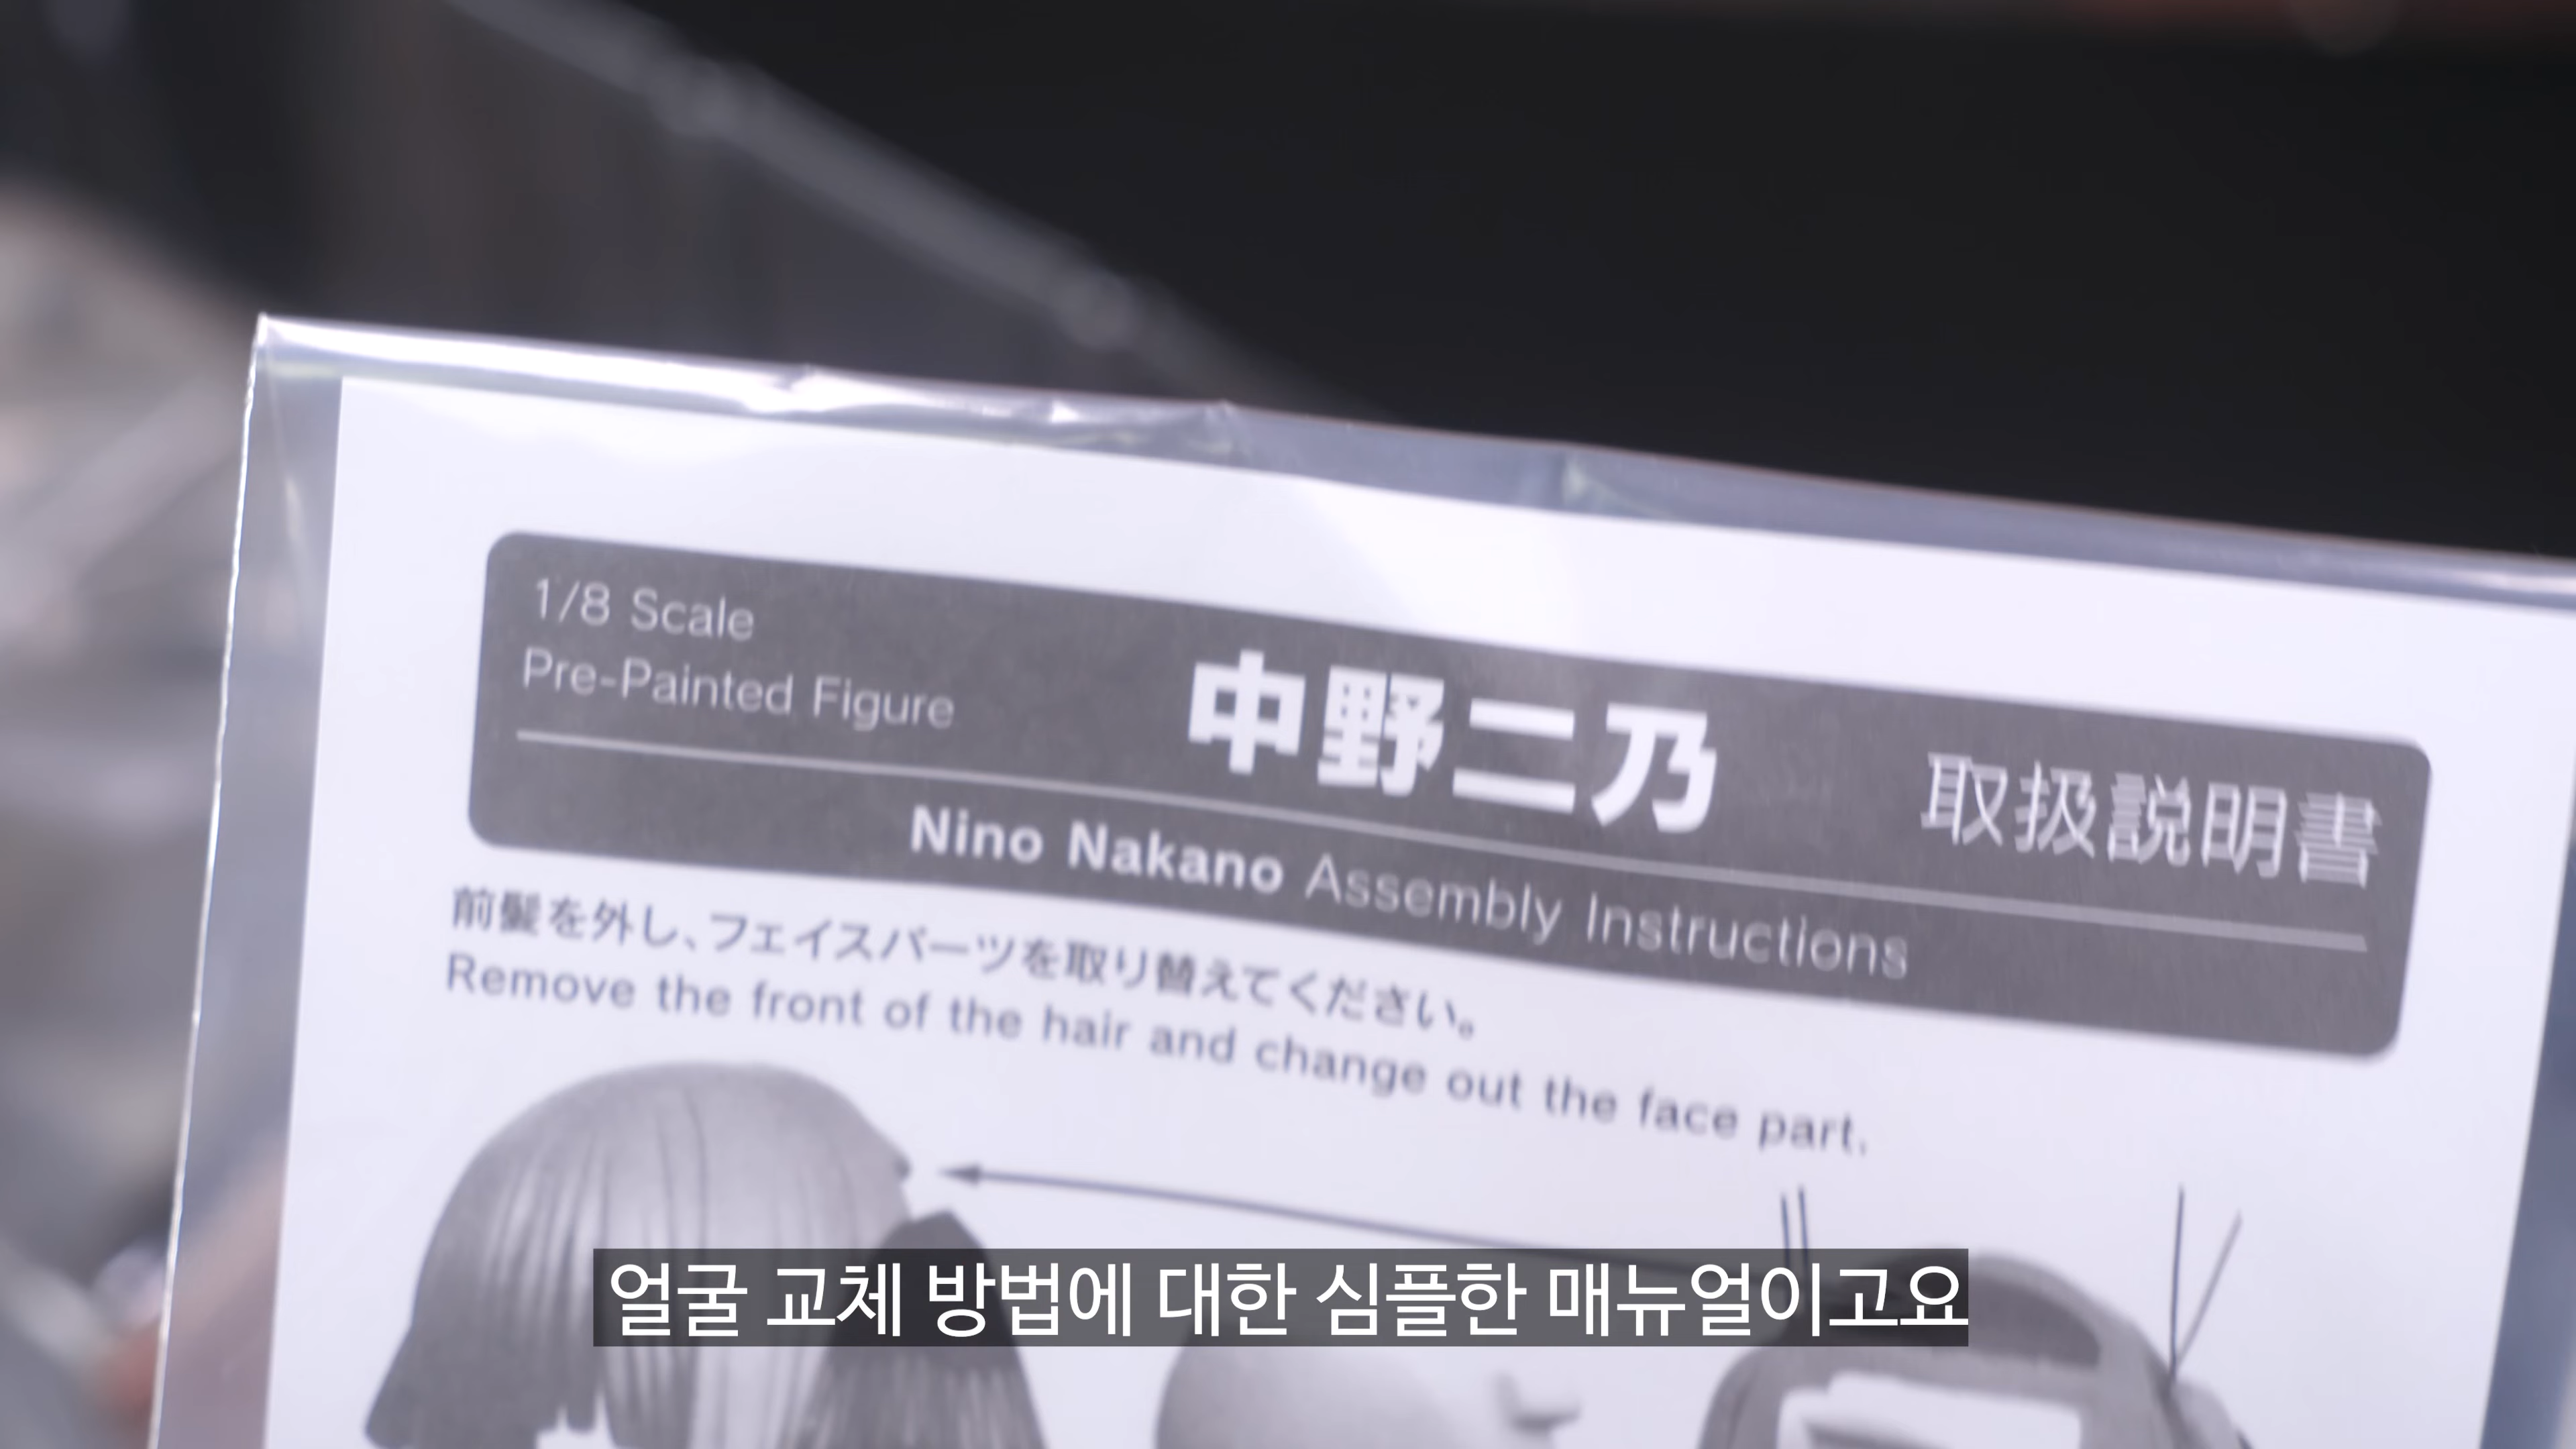 1/8 Scale
Pre-Painted Figure
中野二乃
取扱説明書
Nino Nakano Assembly Instructions
前髪を外し、フェイスパーツを取り替えてください。
Remove the front of the hair and change out the face part.
얼굴 교체 방법에 대한 심플한 매뉴얼이고요